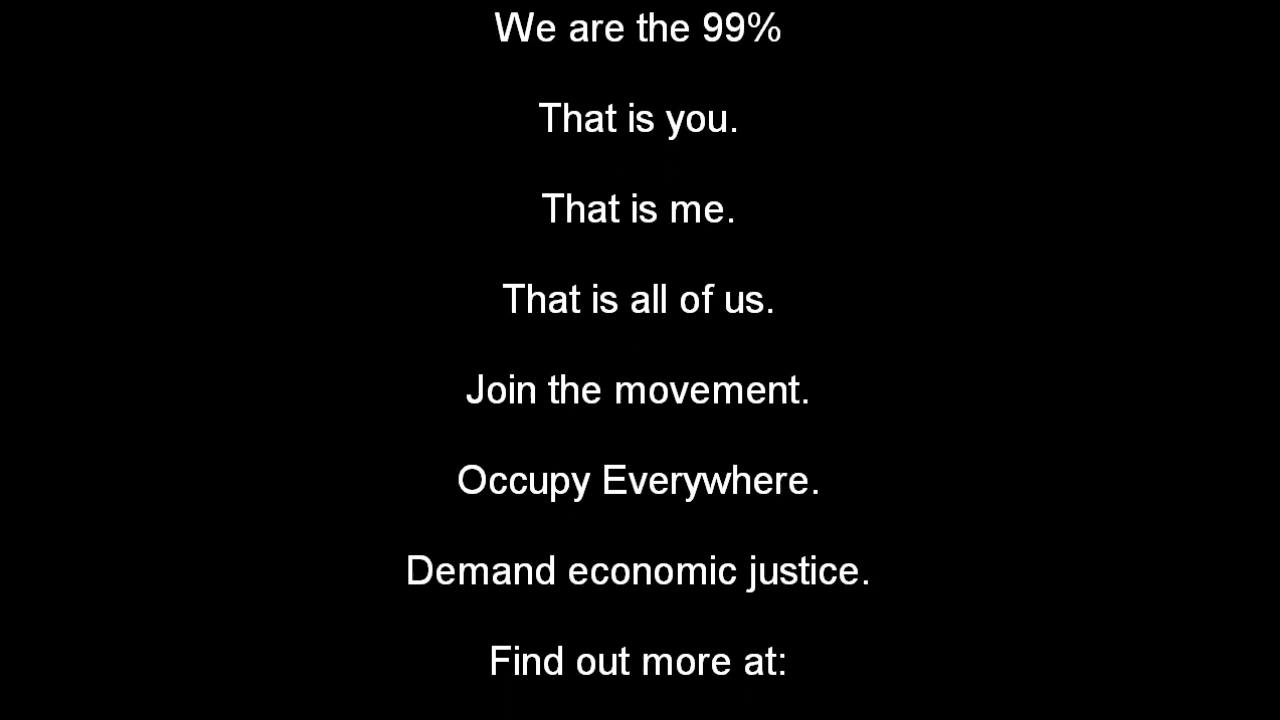 We are the 99%
That is you.
That is me.
That is all of us.
Join the movement.
Occupy Everywhere.
Demand economic justice.
Find out more at: